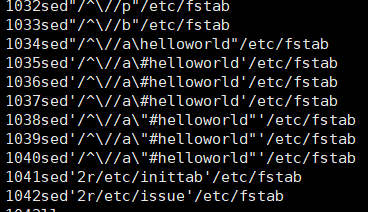 1032sed"/^\//p"/etc/fstab
1033sed"/^\//b"/etc/fstab
1034sed"/^\//a\helloworld"/etc/fstab
1035sed'/^\//a\#helloworld'/etc/fstab
1036sed'/^\//a\#helloworld'/etc/fstab
1037sed'/^\//a\#helloworld'/etc/fstab
1038sed'/^\//a\"#helloworld"'/etc/fstab
1039sed'/^\//a\"#helloworld"'/etc/fstab
1040sed'/^\//a\"#helloworld"'/etc/fstab
1041sed'2r/etc/inittab'/etc/fstab
1042sed'2r/etc/issue'/etc/fstab